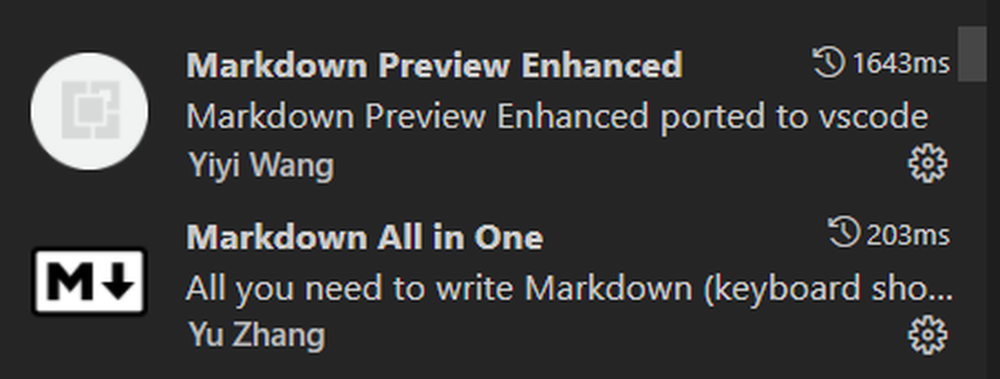 Markdown Preview Enhanced 1643ms
Markdown Preview Enhanced ported to vscode
Yiyi Wang
Markdown All in One 203ms
M All you need to write Markdown (keyboard sho...
Yu Zhang